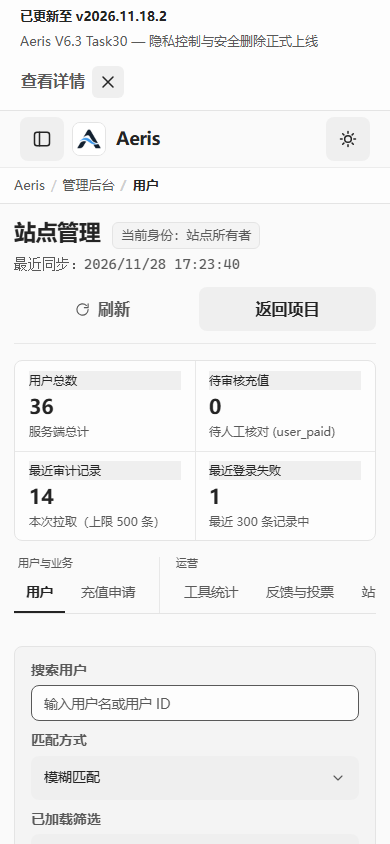 已更新至 v2026.11.18.2
Aeris V6.3 Task30 — 隐私控制与安全删除正式上线
查看详情
Aeris
Aeris / 管理后台 / 用户
站点管理 当前身份：站点所有者
最近同步：2026/11/28 17:23:40
刷新 返回项目
用户总数 待审核充值
36 0
服务端总计 待人工核对 (user_paid)
最近审计记录 最近登录失败
14 1
本次拉取（上限 500 条） 最近 300 条记录中
用户与业务 运营
用户 充值申请 工具统计 反馈与投票 站
搜索用户
输入用户名或用户 ID
匹配方式
模糊匹配
已加载筛选